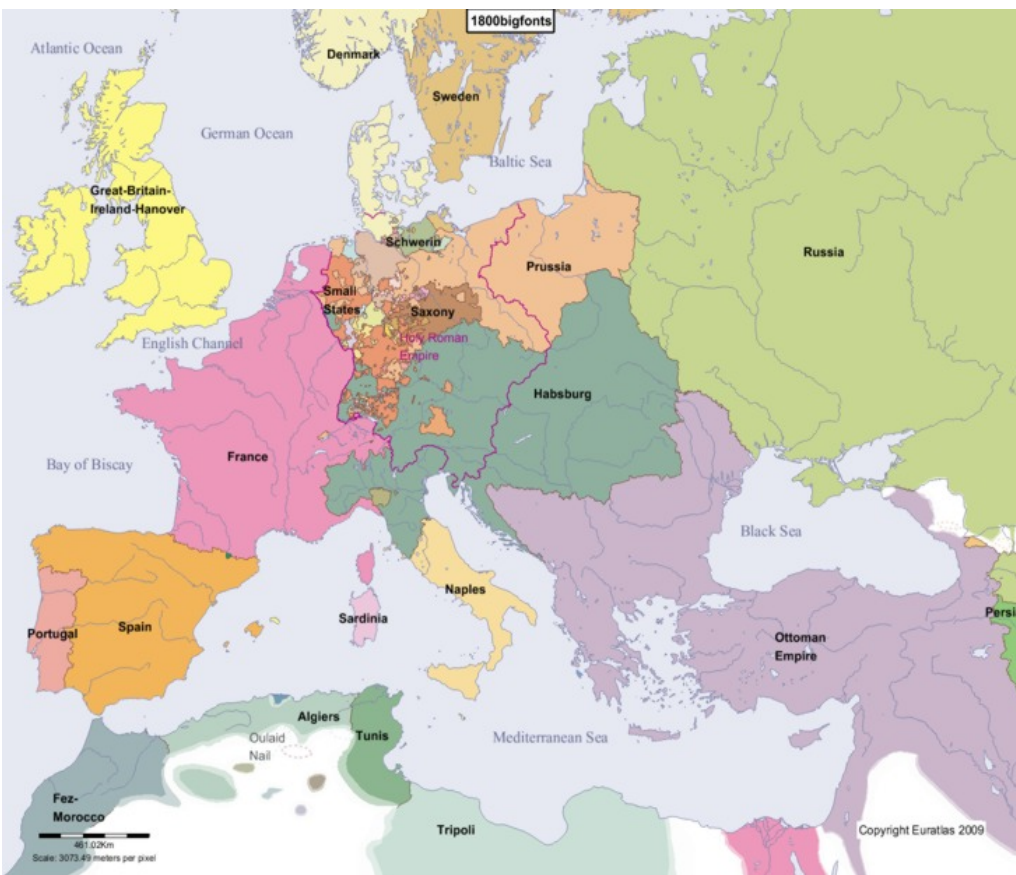 1800bigfonts
Atlantic Ocean
Denmark
Sweden
German Ocean
Baltic Sea
Great-Britain-
Ireland-Hanover
Schwerin
Russia
Prussia
Small
States
Saxony
Holy Roman
Empire
English Channel
Habsburg
France
Bay of Biscay
Black Sea
Naples
Sardinia
Portugal
Spain
Persi
Ottoman
Empire
Algiers
Tunis
Oulaid
Nail
Mediterranean Sea
Fez-
Morocco
Tripoli
Copyright Euratlas 2009
461.02Km
Scale: 3073.49 meters per pixel